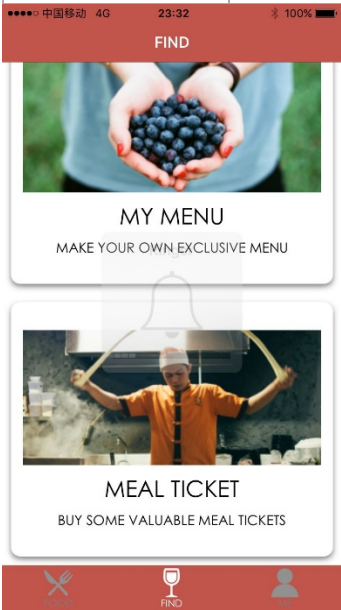 中国移动 4G 23:32 100%
FIND
MY MENU
MAKE YOUR OWN EXCLUSIVE MENU
MEAL TICKET
BUY SOME VALUABLE MEAL TICKETS
FOOD FIND